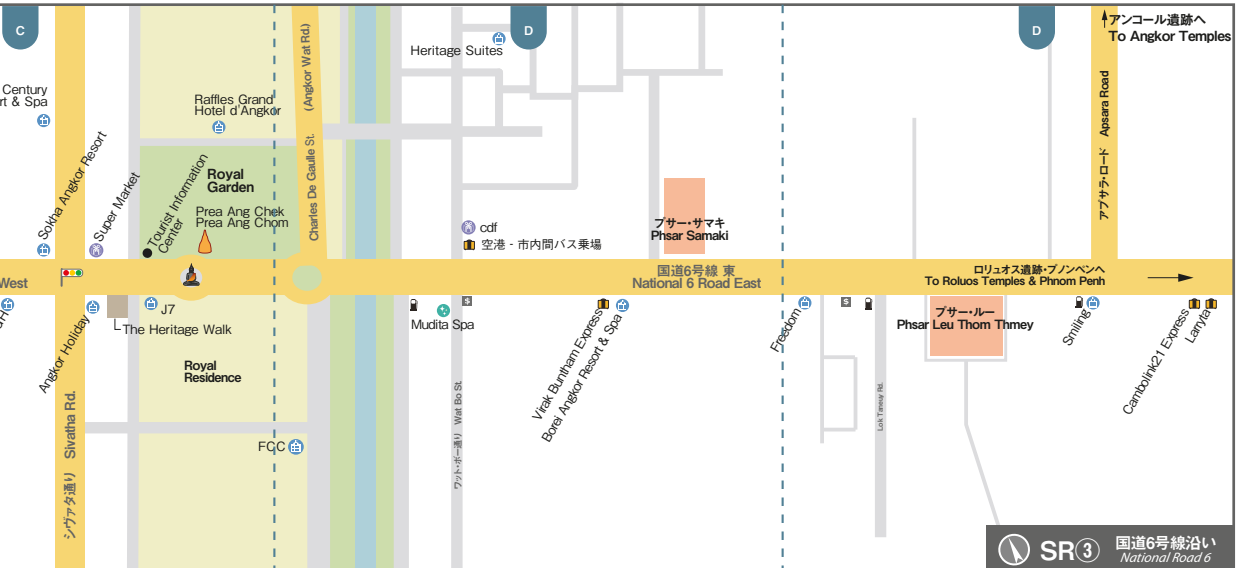 C
D
D
アンコール遺跡へ
To Angkor Temples
Heritage Suites
Century
rt & Spa
Raffles Grand
Hotel d'Angkor
Charles De Gaulle St. (Angkor Wat Rd.)
アプサラ・ロード Apsara Road
Sokha Angkor Resort
Super Market
Tourist Information
Center
Royal
Garden
Prea Ang Chek
Prea Ang Chom
cdf
空港 - 市内間バス乗場
プサー・サマキ
Phsar Samaki
West
国道6号線 東
National 6 Road East
ロリュオス遺跡・プノンペンへ
To Roluos Temples & Phnom Penh
Angkor Holiday
J7
The Heritage Walk
Royal
Residence
Mudita Spa
$
Virak Buntham Express
Borei Angkor Resort & Spa
Freedom
$
プサー・ルー
Phsar Leu Thom Thmey
Smiling
Cambolink21 Express
Larryta
シヴァタ通り Sivatha Rd.
FCC
ワット・ボー通り Wat Bo St.
Lok Taneuy Rd.
SR③
国道6号線沿い
National Road 6